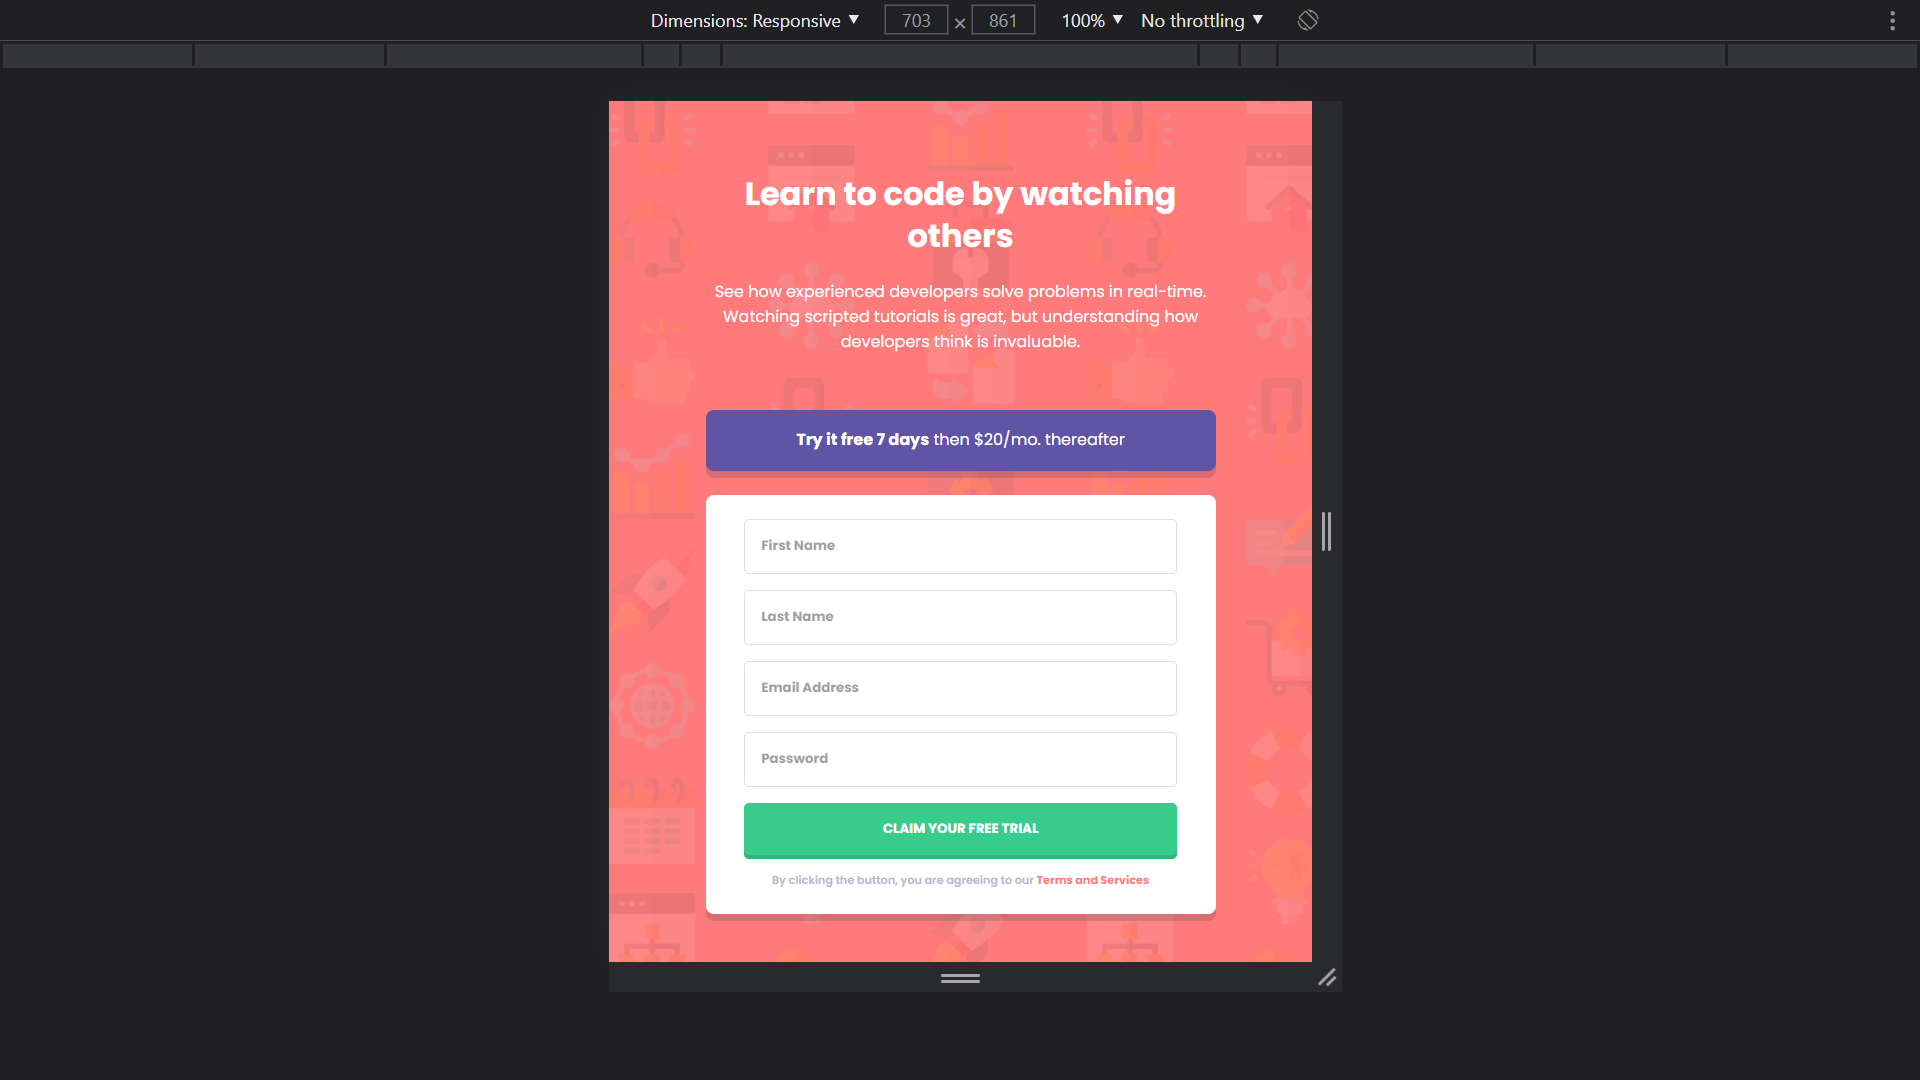 Dimensions: Responsive ▼ 703 × 861 100% ▼ No throttling ▼
Learn to code by watching
others
See how experienced developers solve problems in real-time.
Watching scripted tutorials is great, but understanding how
developers think is invaluable.
Try it free 7 days then $20/mo. thereafter
First Name
Last Name
Email Address
Password
CLAIM YOUR FREE TRIAL
By clicking the button, you are agreeing to our Terms and Services